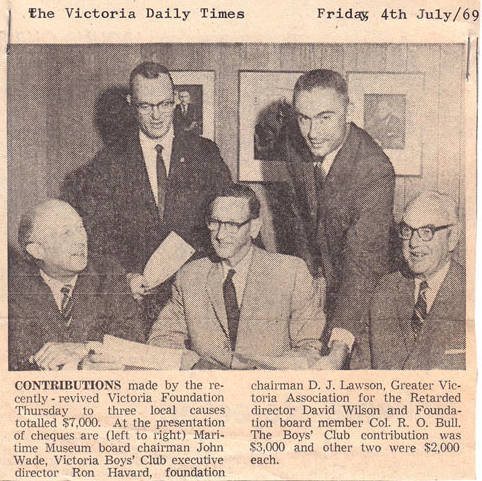 The Victoria Daily Times Friday, 4th July/69
CONTRIBUTIONS made by the re-
cently - revived Victoria Foundation
Thursday to three local causes
totalled $7,000. At the presentation
of cheques are (left to right) Mari-
time Museum board chairman John
Wade, Victoria Boys' Club executive
director Ron Havard, foundation
chairman D. J. Lawson, Greater Vic-
toria Association for the Retarded
director David Wilson and Founda-
tion board member Col. R. O. Bull.
The Boys' Club contribution was
$3,000 and other two were $2,000
each.